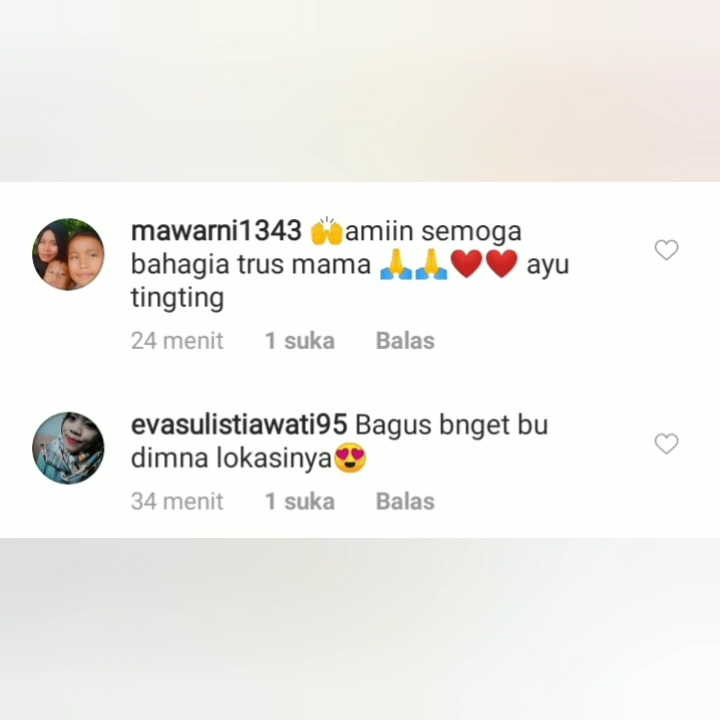 mawarni1343 🙌amiin semoga
bahagia trus mama 🙏🙏❤️❤️ ayu
tingting
24 menit 1 suka Balas
evasulistiawati95 Bagus bnget bu
dimna lokasinya😍
34 menit 1 suka Balas